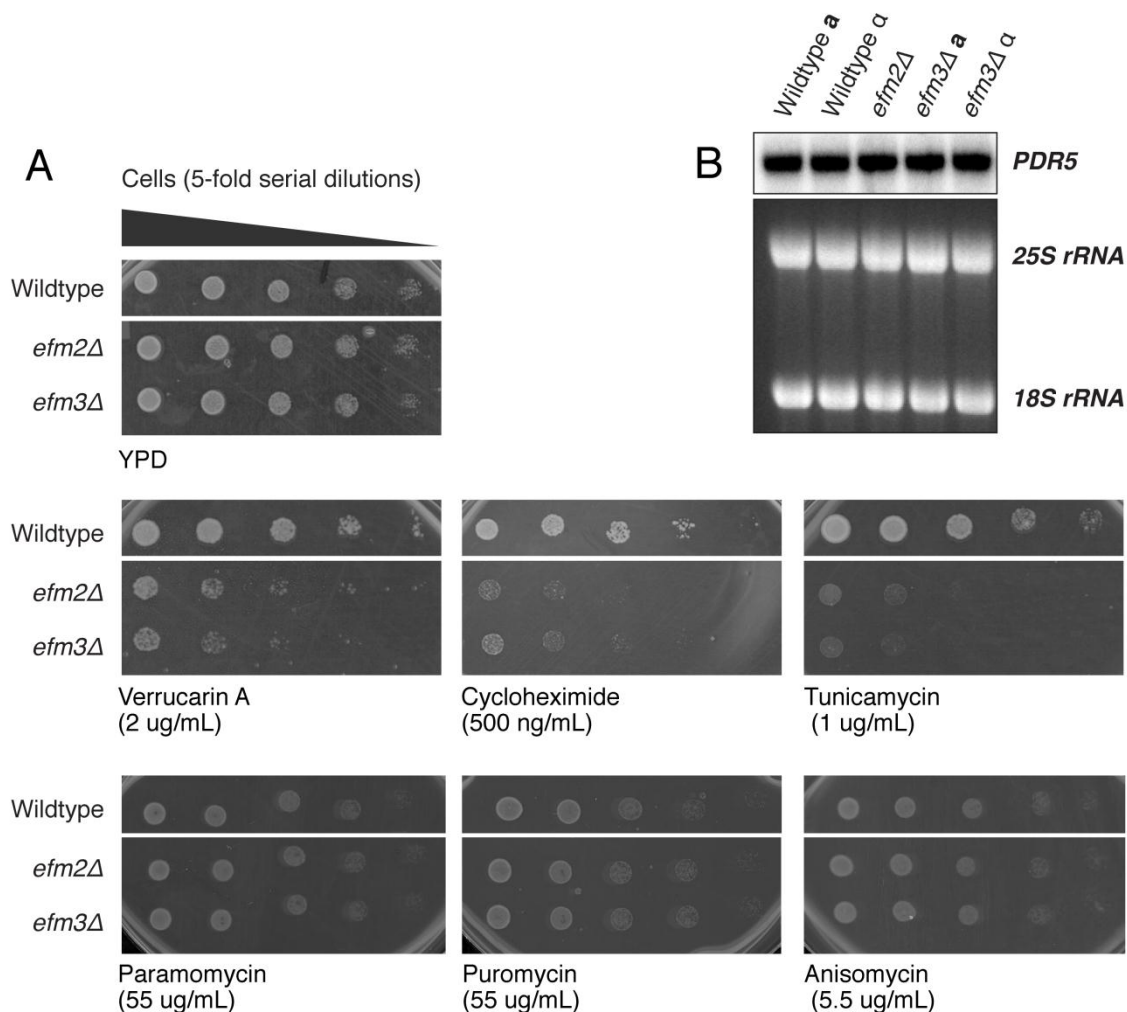 A
Cells (5-fold serial dilutions)
Wildtype
efm2Δ
efm3Δ
YPD
B
Wildtype a
Wildtype α
efm2Δ
efm3Δ a
efm3Δ α
PDR5
25S rRNA
18S rRNA
Wildtype
efm2Δ
efm3Δ
Verrucarin A
(2 ug/mL)
Cycloheximide
(500 ng/mL)
Tunicamycin
(1 ug/mL)
Wildtype
efm2Δ
efm3Δ
Paramomycin
(55 ug/mL)
Puromycin
(55 ug/mL)
Anisomycin
(5.5 ug/mL)